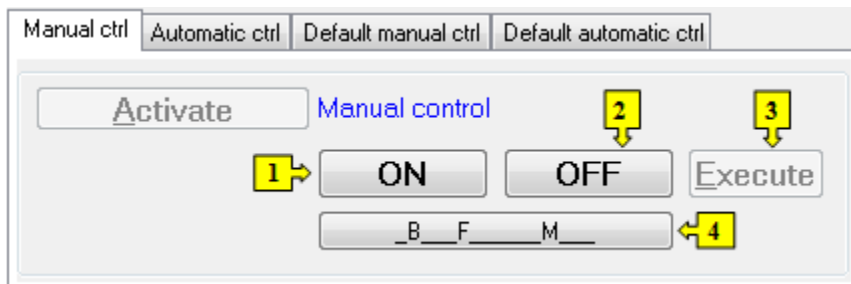 Manual ctrl Automatic ctrl Default manual ctrl Default automatic ctrl
Activate Manual control 2 3
1 ON OFF Execute
_B___F______M___ 4